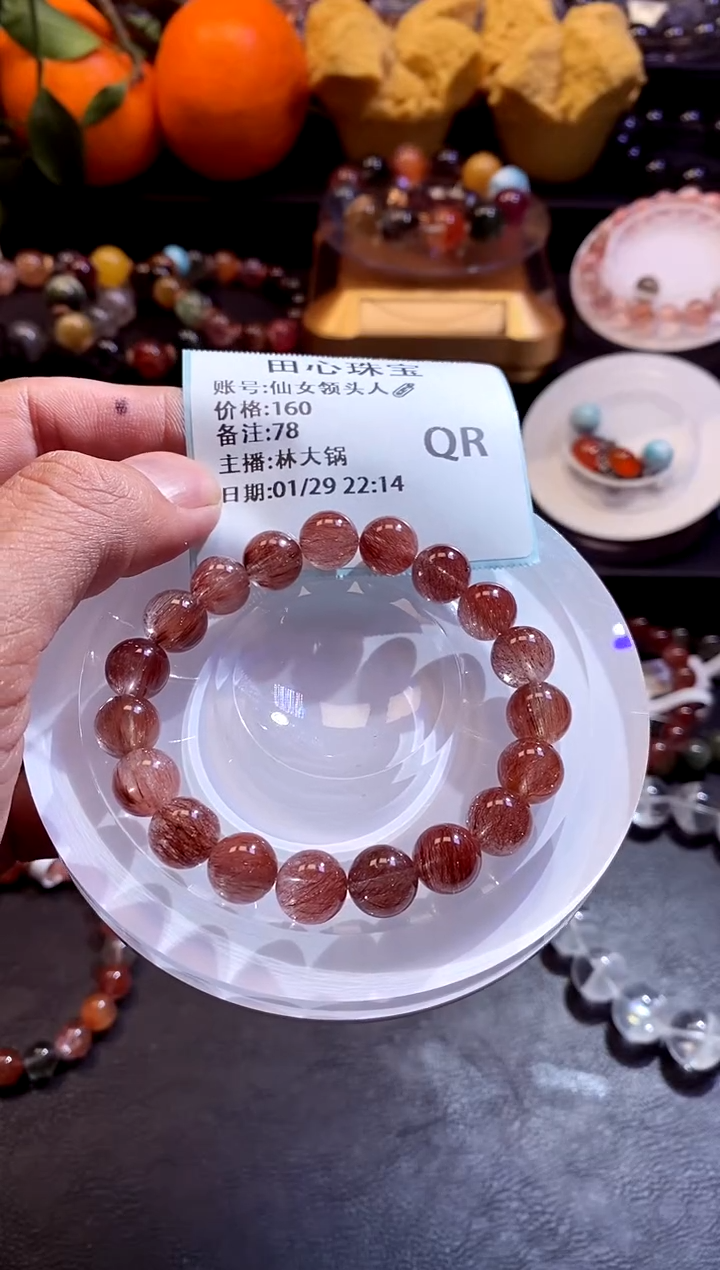 田心珠宝
账号:仙女领头人
价格:160
备注:78
QR
主播:林大锅
日期:01/29 22:14